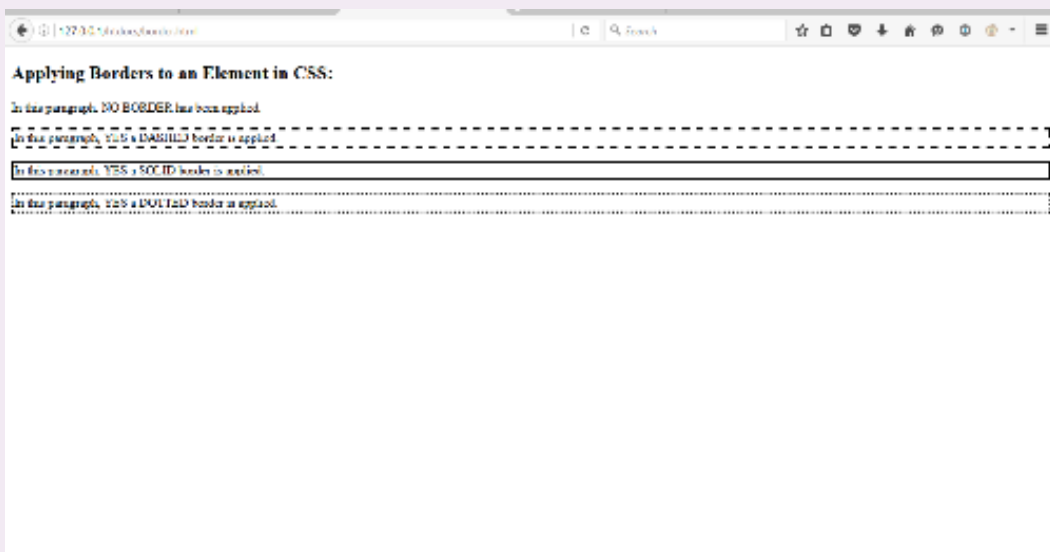 Search
Applying Borders to an Element in CSS:
In this paragraph, NO BORDER has been applied.
In this paragraph, YES a DASHED border is applied.
In this paragraph, YES a SOLID border is applied.
In this paragraph, YES a DOTTED border is applied.